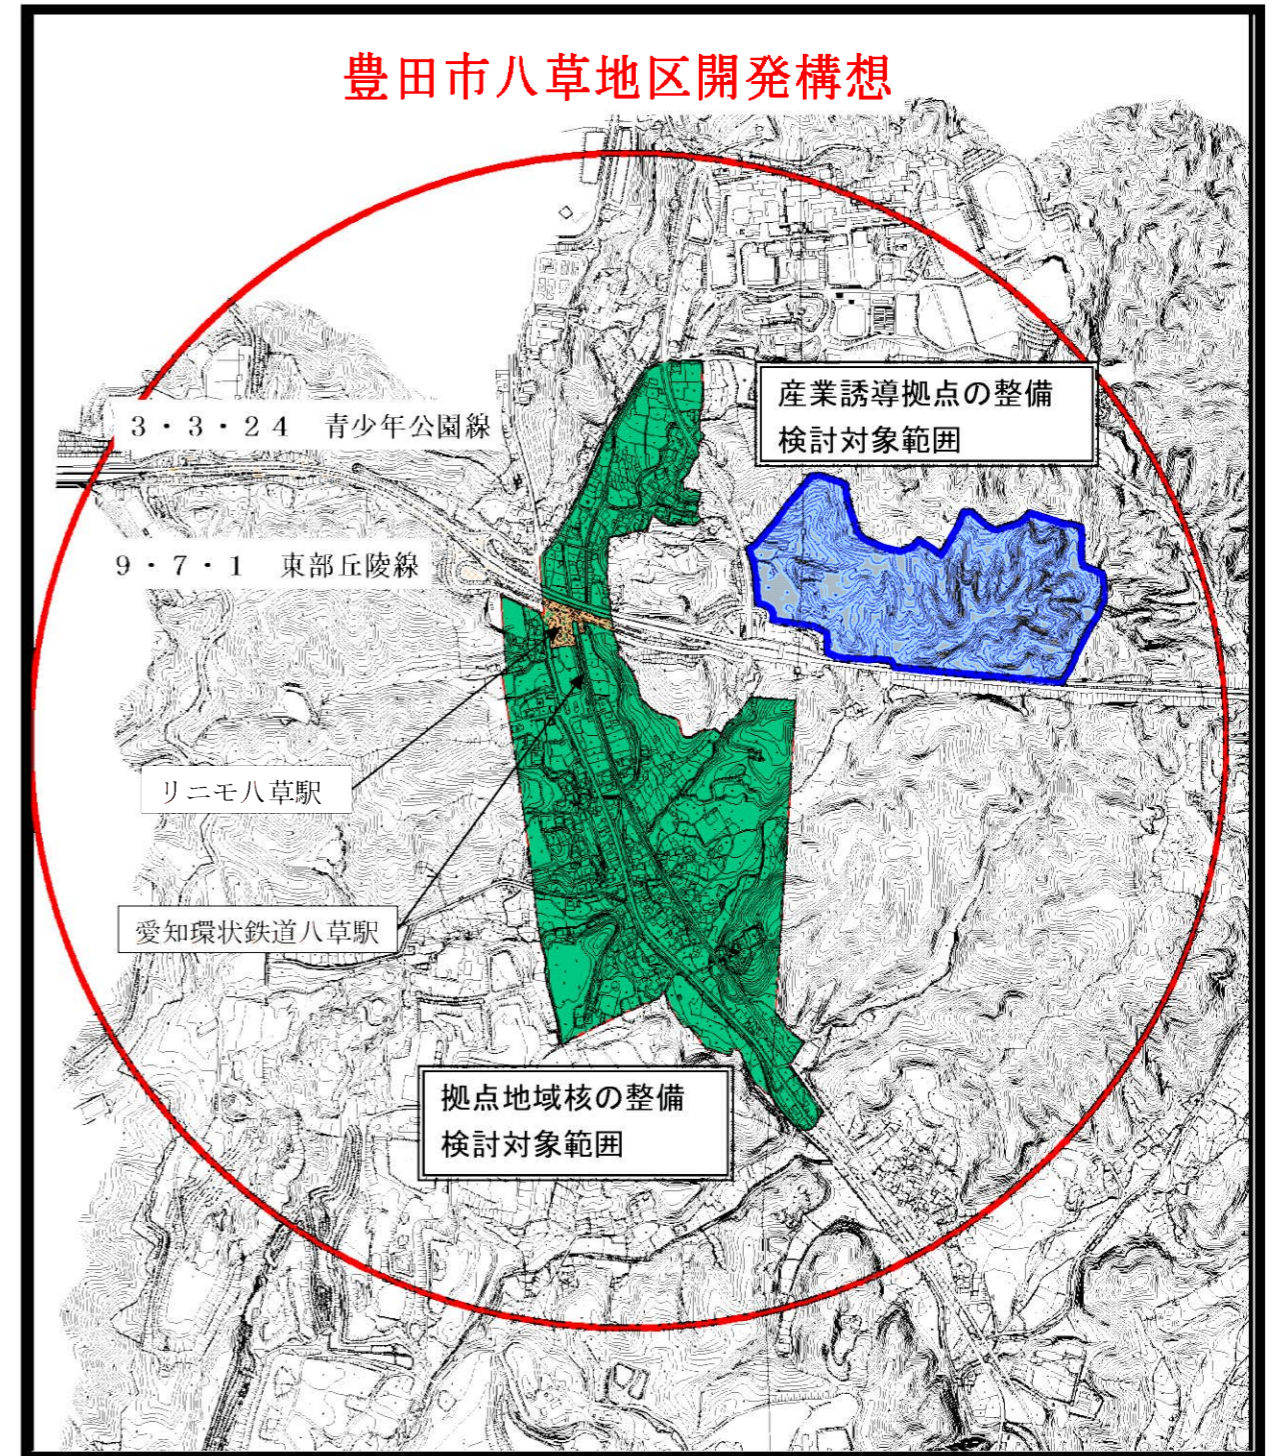 豊田市八草地区開発構想
産業誘導拠点の整備
検討対象範囲
3・3・24 青少年公園線
9・7・1 東部丘陵線
リニモ八草駅
愛知環状鉄道八草駅
拠点地域核の整備
検討対象範囲